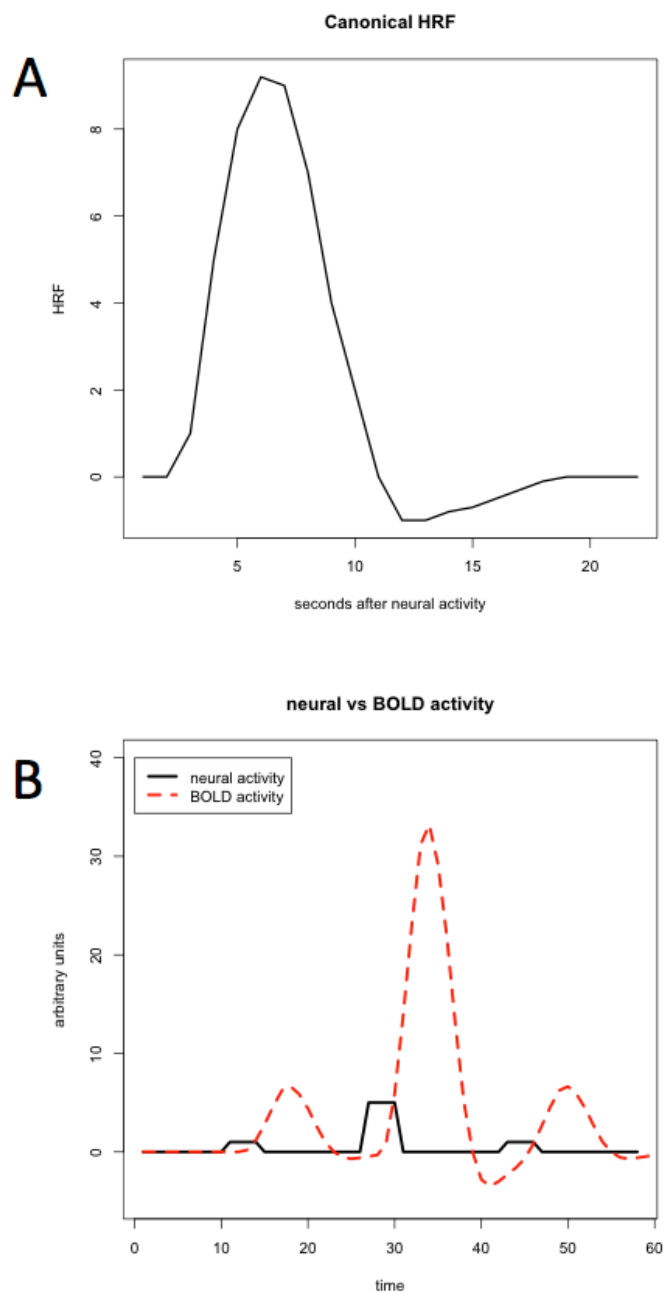 Canonical HRF
A
8
6
4
2
0
HRF
5 10 15 20
seconds after neural activity
neural vs BOLD activity
B
40
30
20
10
0
neural activity
BOLD activity
arbitrary units
0 10 20 30 40 50 60
time